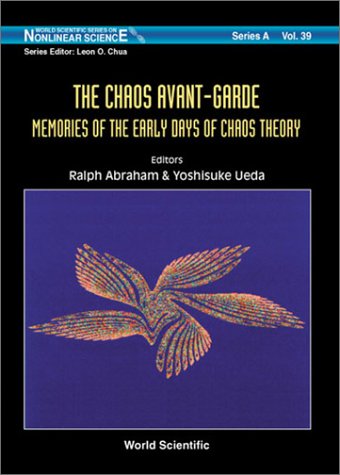 WORLD SCIENTIFIC SERIES ON
NONLINEAR SCIENCE
Series A Vol. 39
Series Editor: Leon O. Chua
THE CHAOS AVANT-GARDE
MEMORIES OF THE EARLY DAYS OF CHAOS THEORY
Editors
Ralph Abraham & Yoshisuke Ueda
World Scientific